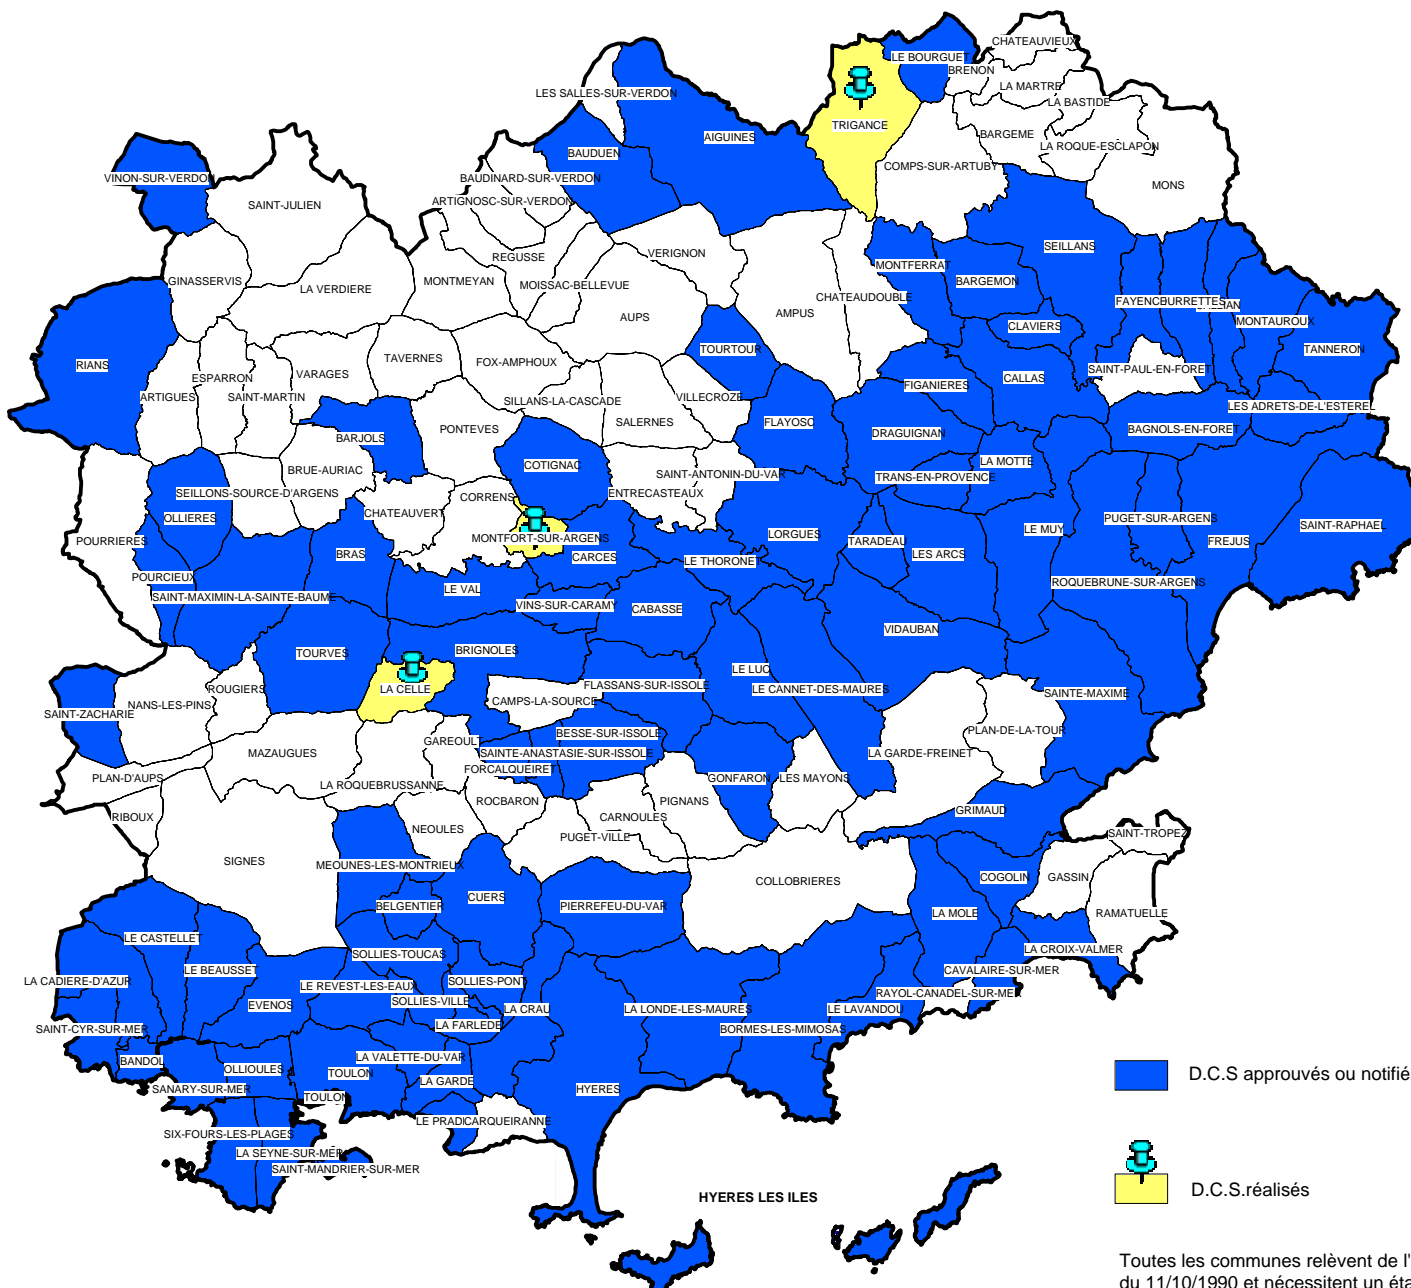 CHATEAUVIEUX
LE BOURGUET
BRENON
LA MARTRE
LES SALLES-SUR-VERDON
LA BASTIDE
TRIGANCE
BARGEME
AIGUINES
LA ROQUE-ESCLAPON
BAUDUEN
COMPS-SUR-ARTUBY
VINON-SUR-VERDON
BAUDINARD-SUR-VERDON
MONS
ARTIGNOSC-SUR-VERDON
SAINT-JULIEN
SEILLANS
VERIGNON
REGUSSE
MONTFERRAT
GINASSERVIS
MONTMEYAN
MOISSAC-BELLEVUE
BARGEMON
LA VERDIERE
CHATEAUDOUBLE
FAYENC
BURRETTES
AUPS
AMPUS
MONTAUROUX
CLAVIERS
TOURTOUR
TANNERON
TAVERNES
RIANS
FOX-AMPHOUX
VARAGES
SAINT-PAUL-EN-FORET
ESPARRON
CALLAS
FIGANIERES
ARTIGUES
SAINT-MARTIN
VILLECROZE
SILLANS-LA-CASCADE
LES ADRETS-DE-L'ESTEREL
SALERNES
FLAYOSC
PONTEVES
BAGNOLS-EN-FORET
DRAGUIGNAN
BARJOLS
COTIGNAC
LA MOTTE
BRUE-AURIAC
SAINT-ANTONIN-DU-VAR
TRANS-EN-PROVENCE
SEILLONS-SOURCE-D'ARGENS
ENTRECASTEAUX
CORRENS
CHATEAUVERT
OLLIERES
PUGET-SUR-ARGENS
SAINT-RAPHAEL
LE MUY
LORGUES
MONTFORT-SUR-ARGENS
POURRIERES
TARADEAU
FREJUS
BRAS
CARCES
LES ARCS
LE THORONET
POURCIEUX
ROQUEBRUNE-SUR-ARGENS
LE VAL
SAINT-MAXIMIN-LA-SAINTE-BAUME
VINS-SUR-CARAMY
CABASSE
VIDAUBAN
BRIGNOLES
TOURVES
LE LUC
FLASSANS-SUR-ISSOLE
LA CELLE
ROUGIERS
LE CANNET-DES-MAURES
SAINTE-MAXIME
CAMPS-LA-SOURCE
NANS-LES-PINS
SAINT-ZACHARIE
PLAN-DE-LA-TOUR
BESSE-SUR-ISSOLE
GAREOULT
LA GARDE-FREINET
MAZAUGUES
SAINTE-ANASTASIE-SUR-ISSOLE
FORCALQUEIRET
PLAN-D'AUPS
GONFARON
LES MAYONS
LA ROQUEBRUSSANNE
ROCBARON
PIGNANS
GRIMAUD
RIBOUX
CARNOULES
NEOULES
SAINT-TROPEZ
PUGET-VILLE
SIGNES
MEOUNES-LES-MONTRIEUX
GASSIN
COGOLIN
COLLOBRIERES
CUERS
BELGENTIER
PIERREFEU-DU-VAR
LA MOLE
RAMATUELLE
LE CASTELLET
LA CROIX-VALMER
SOLLIES-TOUCAS
LE BEAUSSET
CAVALAIRE-SUR-MER
LA CADIERE-D'AZUR
SOLLIES-PONT
LE REVEST-LES-EAUX
RAYOL-CANADEL-SUR-MER
SOLLIES-VILLE
EVENOS
LA CRAU
LA LONDE-LES-MAURES
LE LAVANDOU
LA FARLEDE
SAINT-CYR-SUR-MER
BORMES-LES-MIMOSAS
BANDOL
LA VALETTE-DU-VAR
OLLIOULES
TOULON
LA GARDE
SANARY-SUR-MER
HYERES
TOULON
LE PRAD
CARQUEIRANNE
SIX-FOURS-LES-PLAGES
LA SEYNE-SUR-MER
SAINT-MANDRIER-SUR-MER
HYERES LES ILES
D.C.S approuvés ou notifié
D.C.S.réalisés
Toutes les communes relèvent de l'
du 11/10/1990 et nécessitent un éta